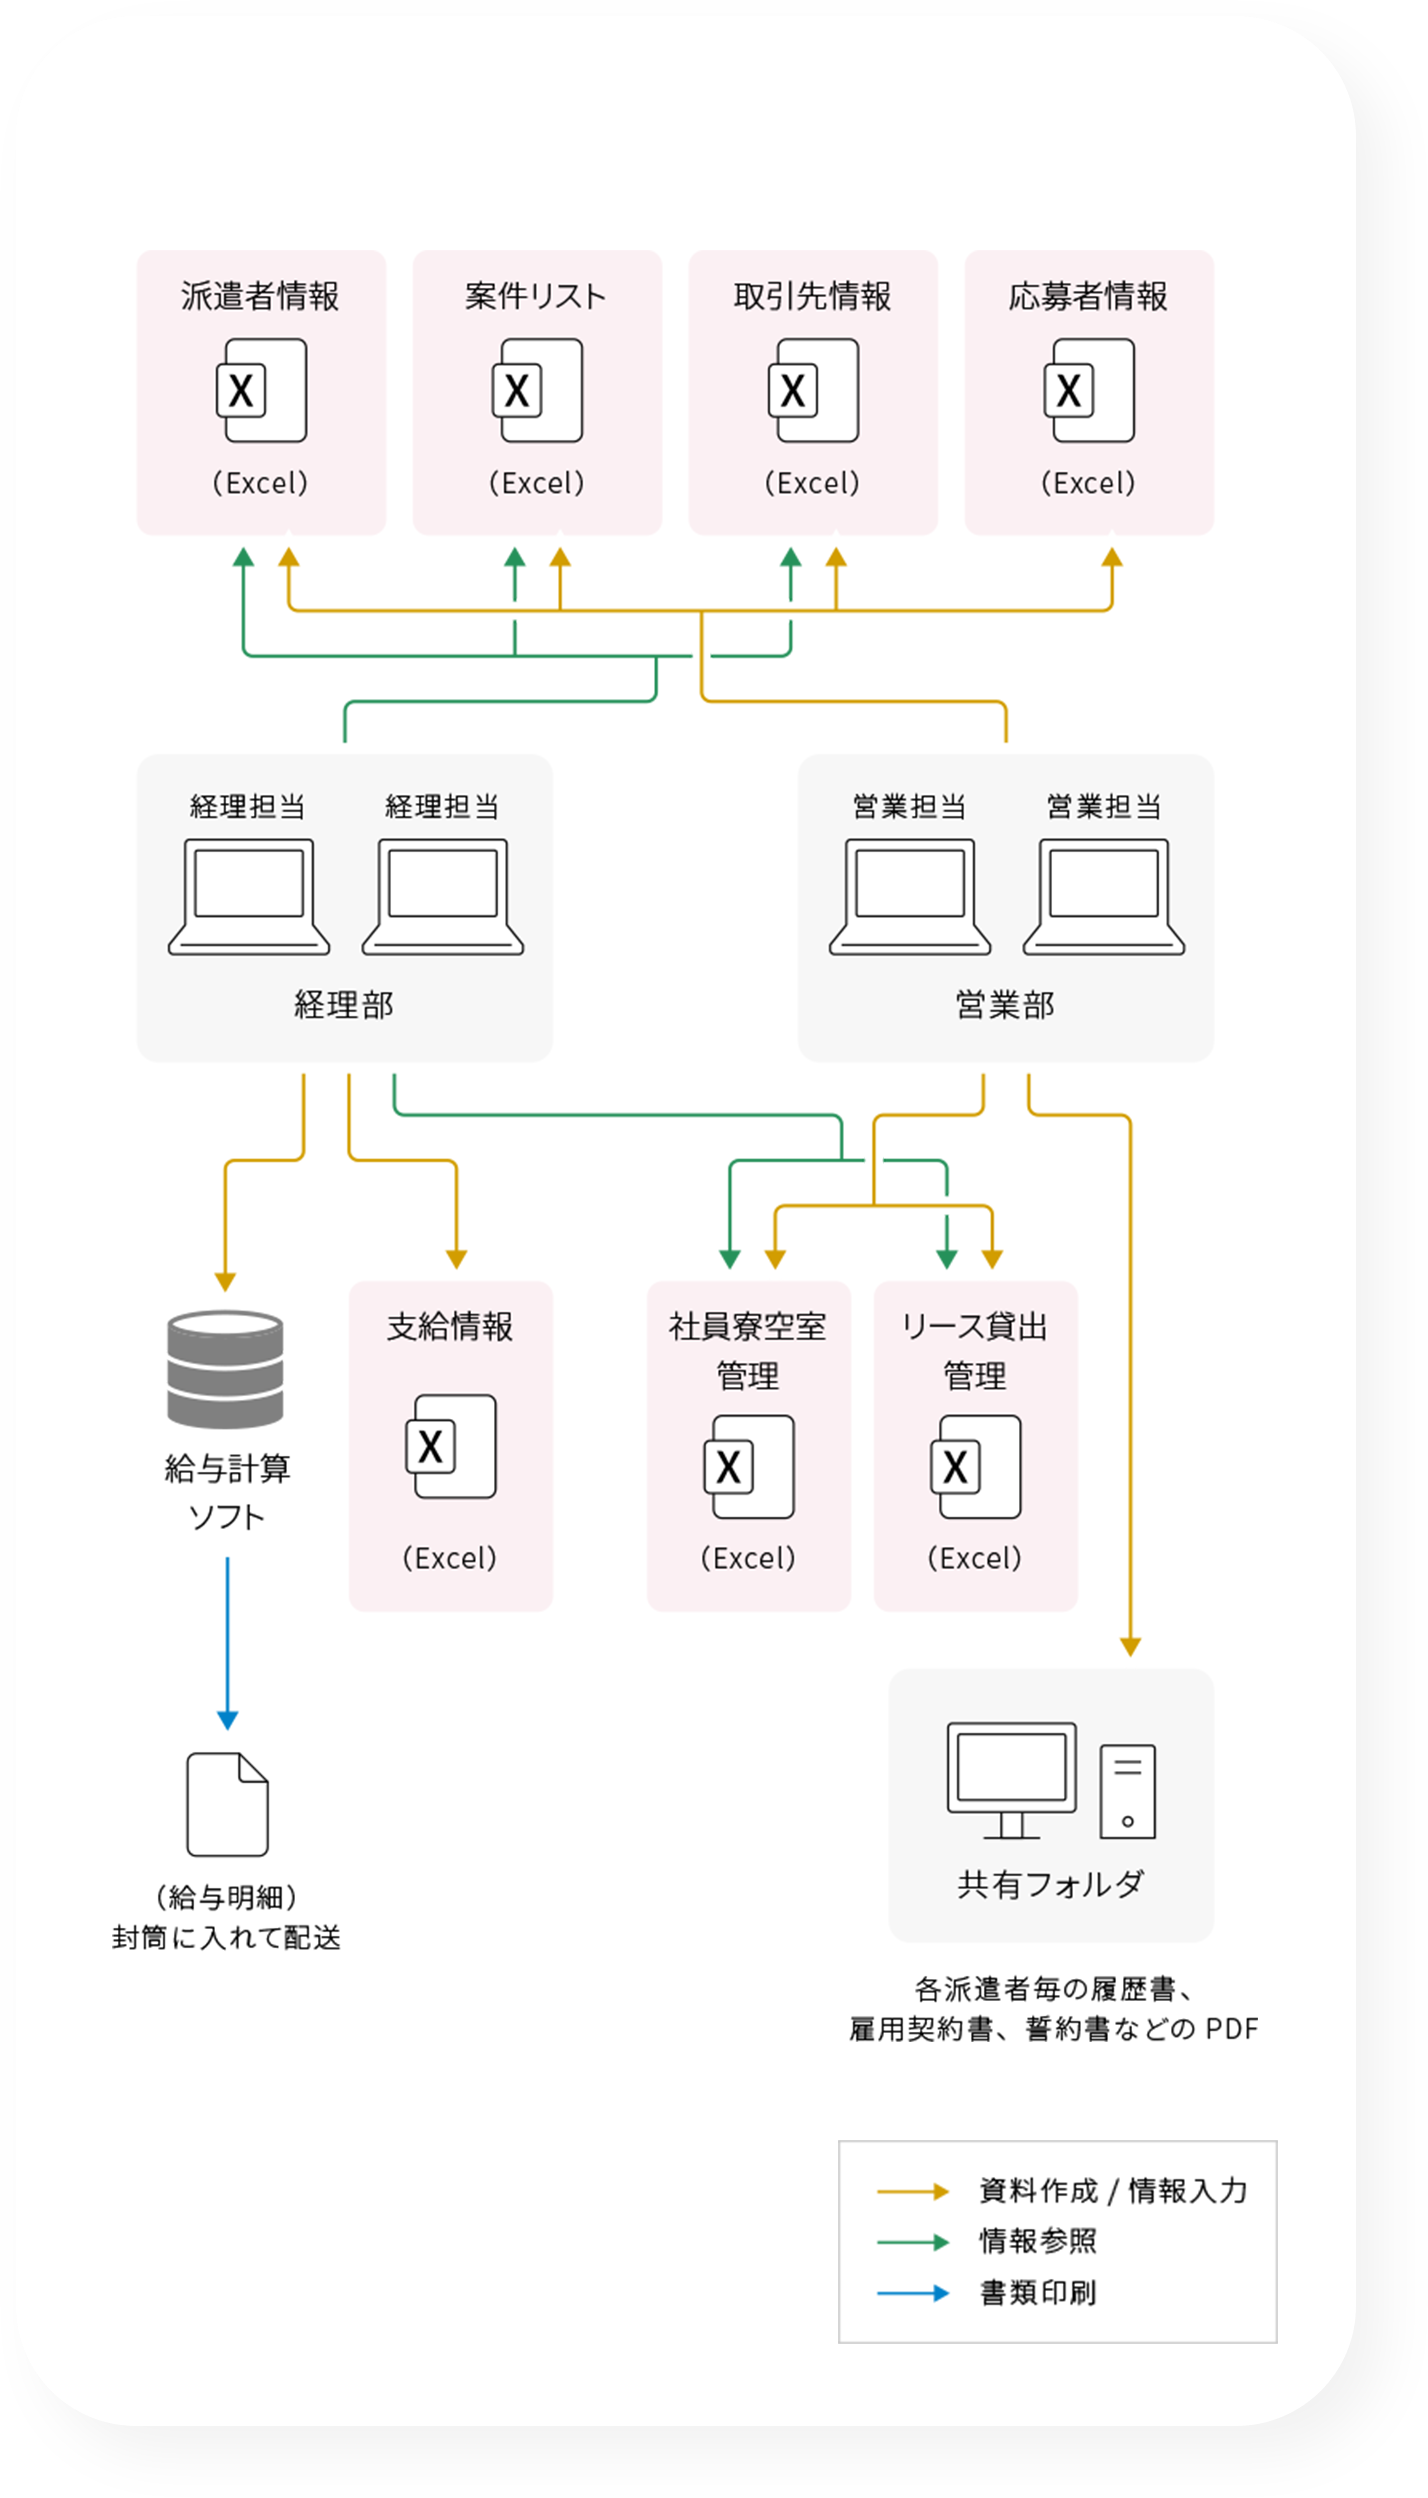 派遣者情報
案件リスト
取引先情報
応募者情報
X
X
X
X
（Excel）
（Excel）
（Excel）
（Excel）
経理担当
経理担当
営業担当
営業担当
経理部
営業部
支給情報
社員寮空室
管理
リース貸出
管理
X
X
X
給与計算
ソフト
（Excel）
（Excel）
（Excel）
共有フォルダ
（給与明細）
封筒に入れて配送
各派遣者毎の履歴書、
雇用契約書、誓約書などの PDF
資料作成 / 情報入力
情報参照
書類印刷